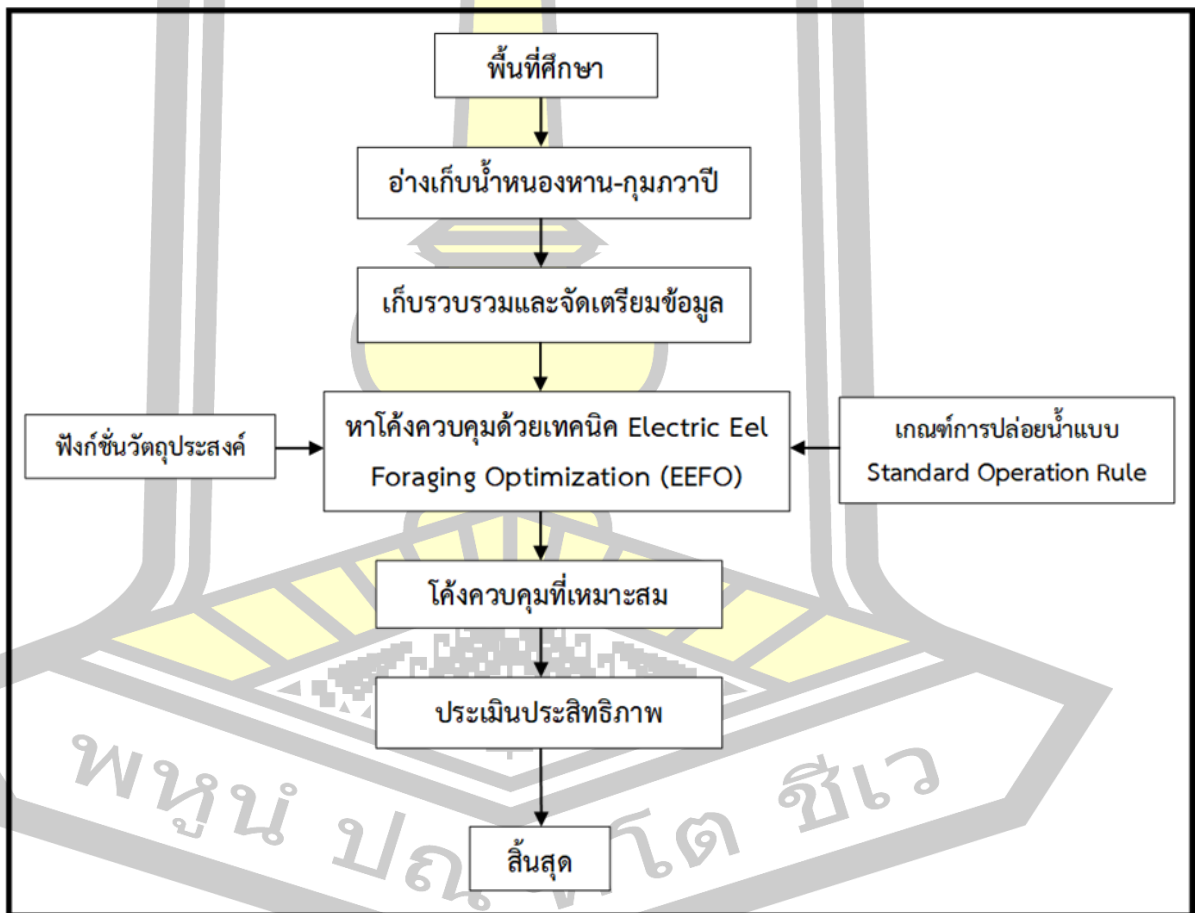 พื้นที่ศึกษา
อ่างเก็บน้ำหนองหาน-กุมภวาปี
เก็บรวบรวมและจัดเตรียมข้อมูล
ฟังก์ชั่นวัตถุประสงค์
หาโค้งควบคุมด้วยเทคนิค Electric Eel
Foraging Optimization (EEFO)
เกณฑ์การปล่อยน้ำแบบ
Standard Operation Rule
โค้งควบคุมที่เหมาะสม
ประเมินประสิทธิภาพ
สิ้นสุด
พหูนํ ชีเว